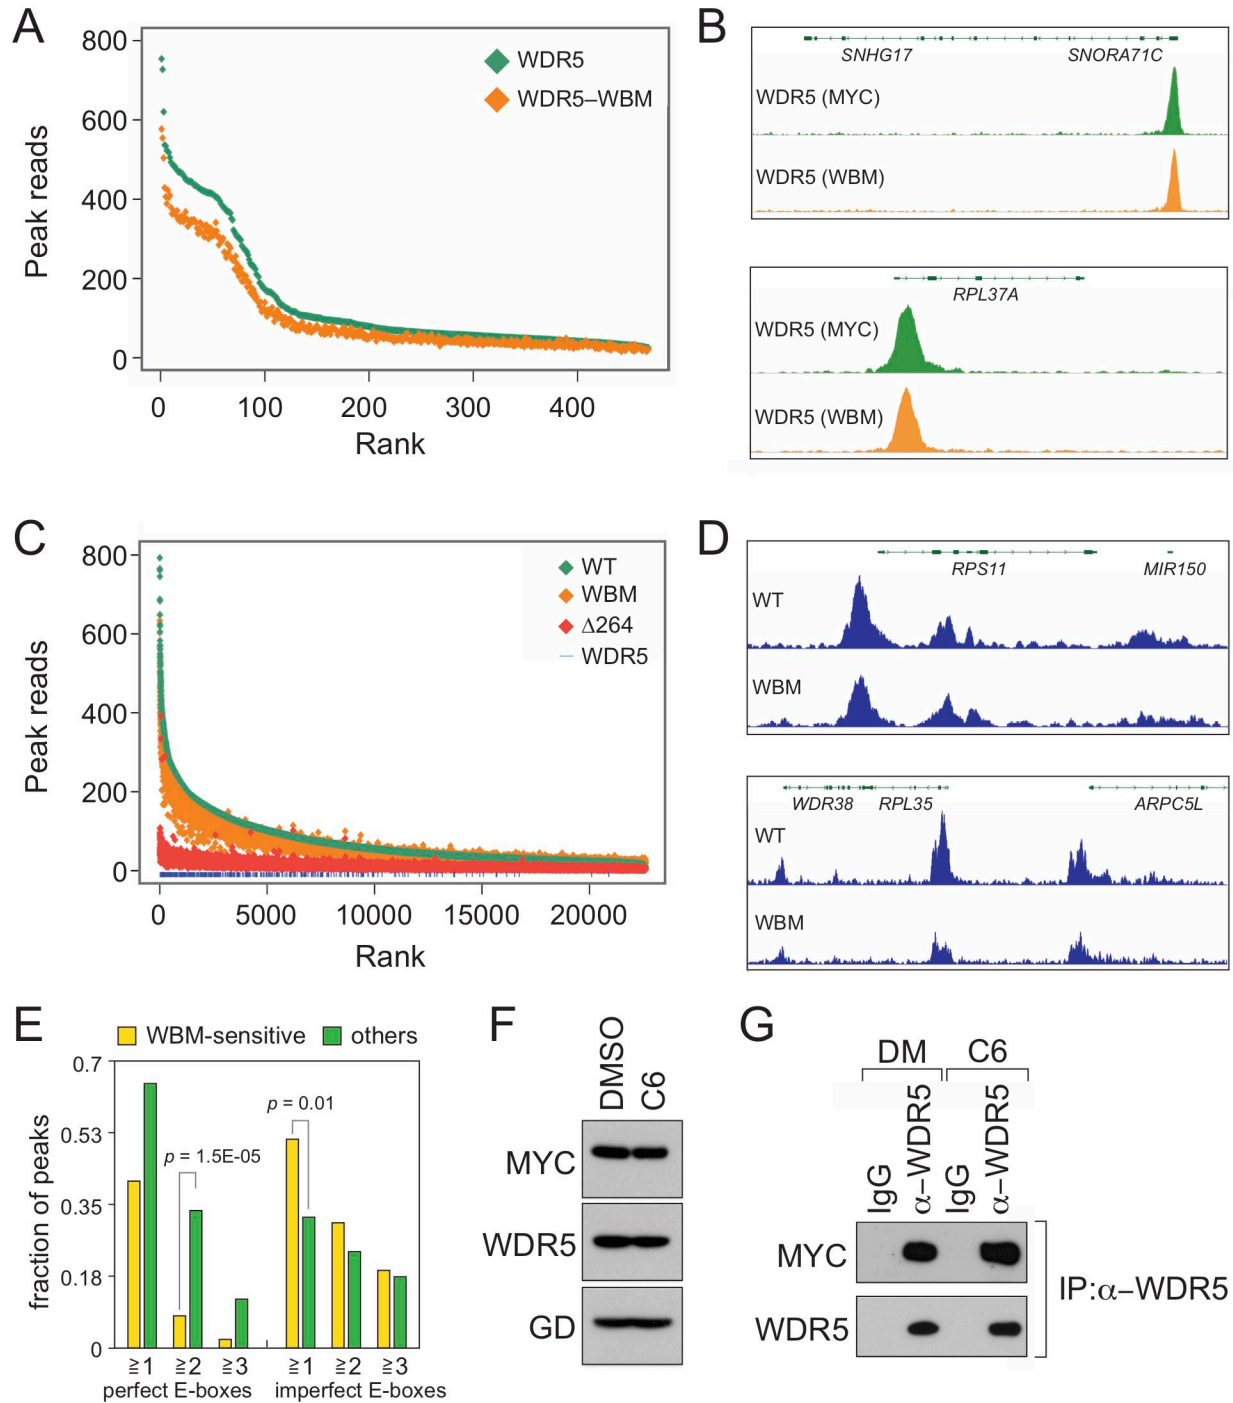 A
800
600
400
200
0
Peak reads
WDR5
WDR5–WBM
0 100 200 300 400
Rank
B
SNHG17 SNORA71C
WDR5 (MYC)
WDR5 (WBM)
RPL37A
WDR5 (MYC)
WDR5 (WBM)
C
800
600
400
200
0
Peak reads
WT
WBM
Δ264
WDR5
0 5000 10000 15000 20000
Rank
D
RPS11 MIR150
WT
WBM
WDR38 RPL35 ARPC5L
WT
WBM
E
WBM-sensitive others
0.7
0.53
0.35
0.18
0
fraction of peaks
p = 1.5E-05
p = 0.01
≧1 ≧2 ≧3 ≧1 ≧2 ≧3
perfect E-boxes imperfect E-boxes
F
DMSO C6
MYC
WDR5
GD
G
DM C6
IgG α–WDR5 IgG α–WDR5
MYC
WDR5
IP:α–WDR5